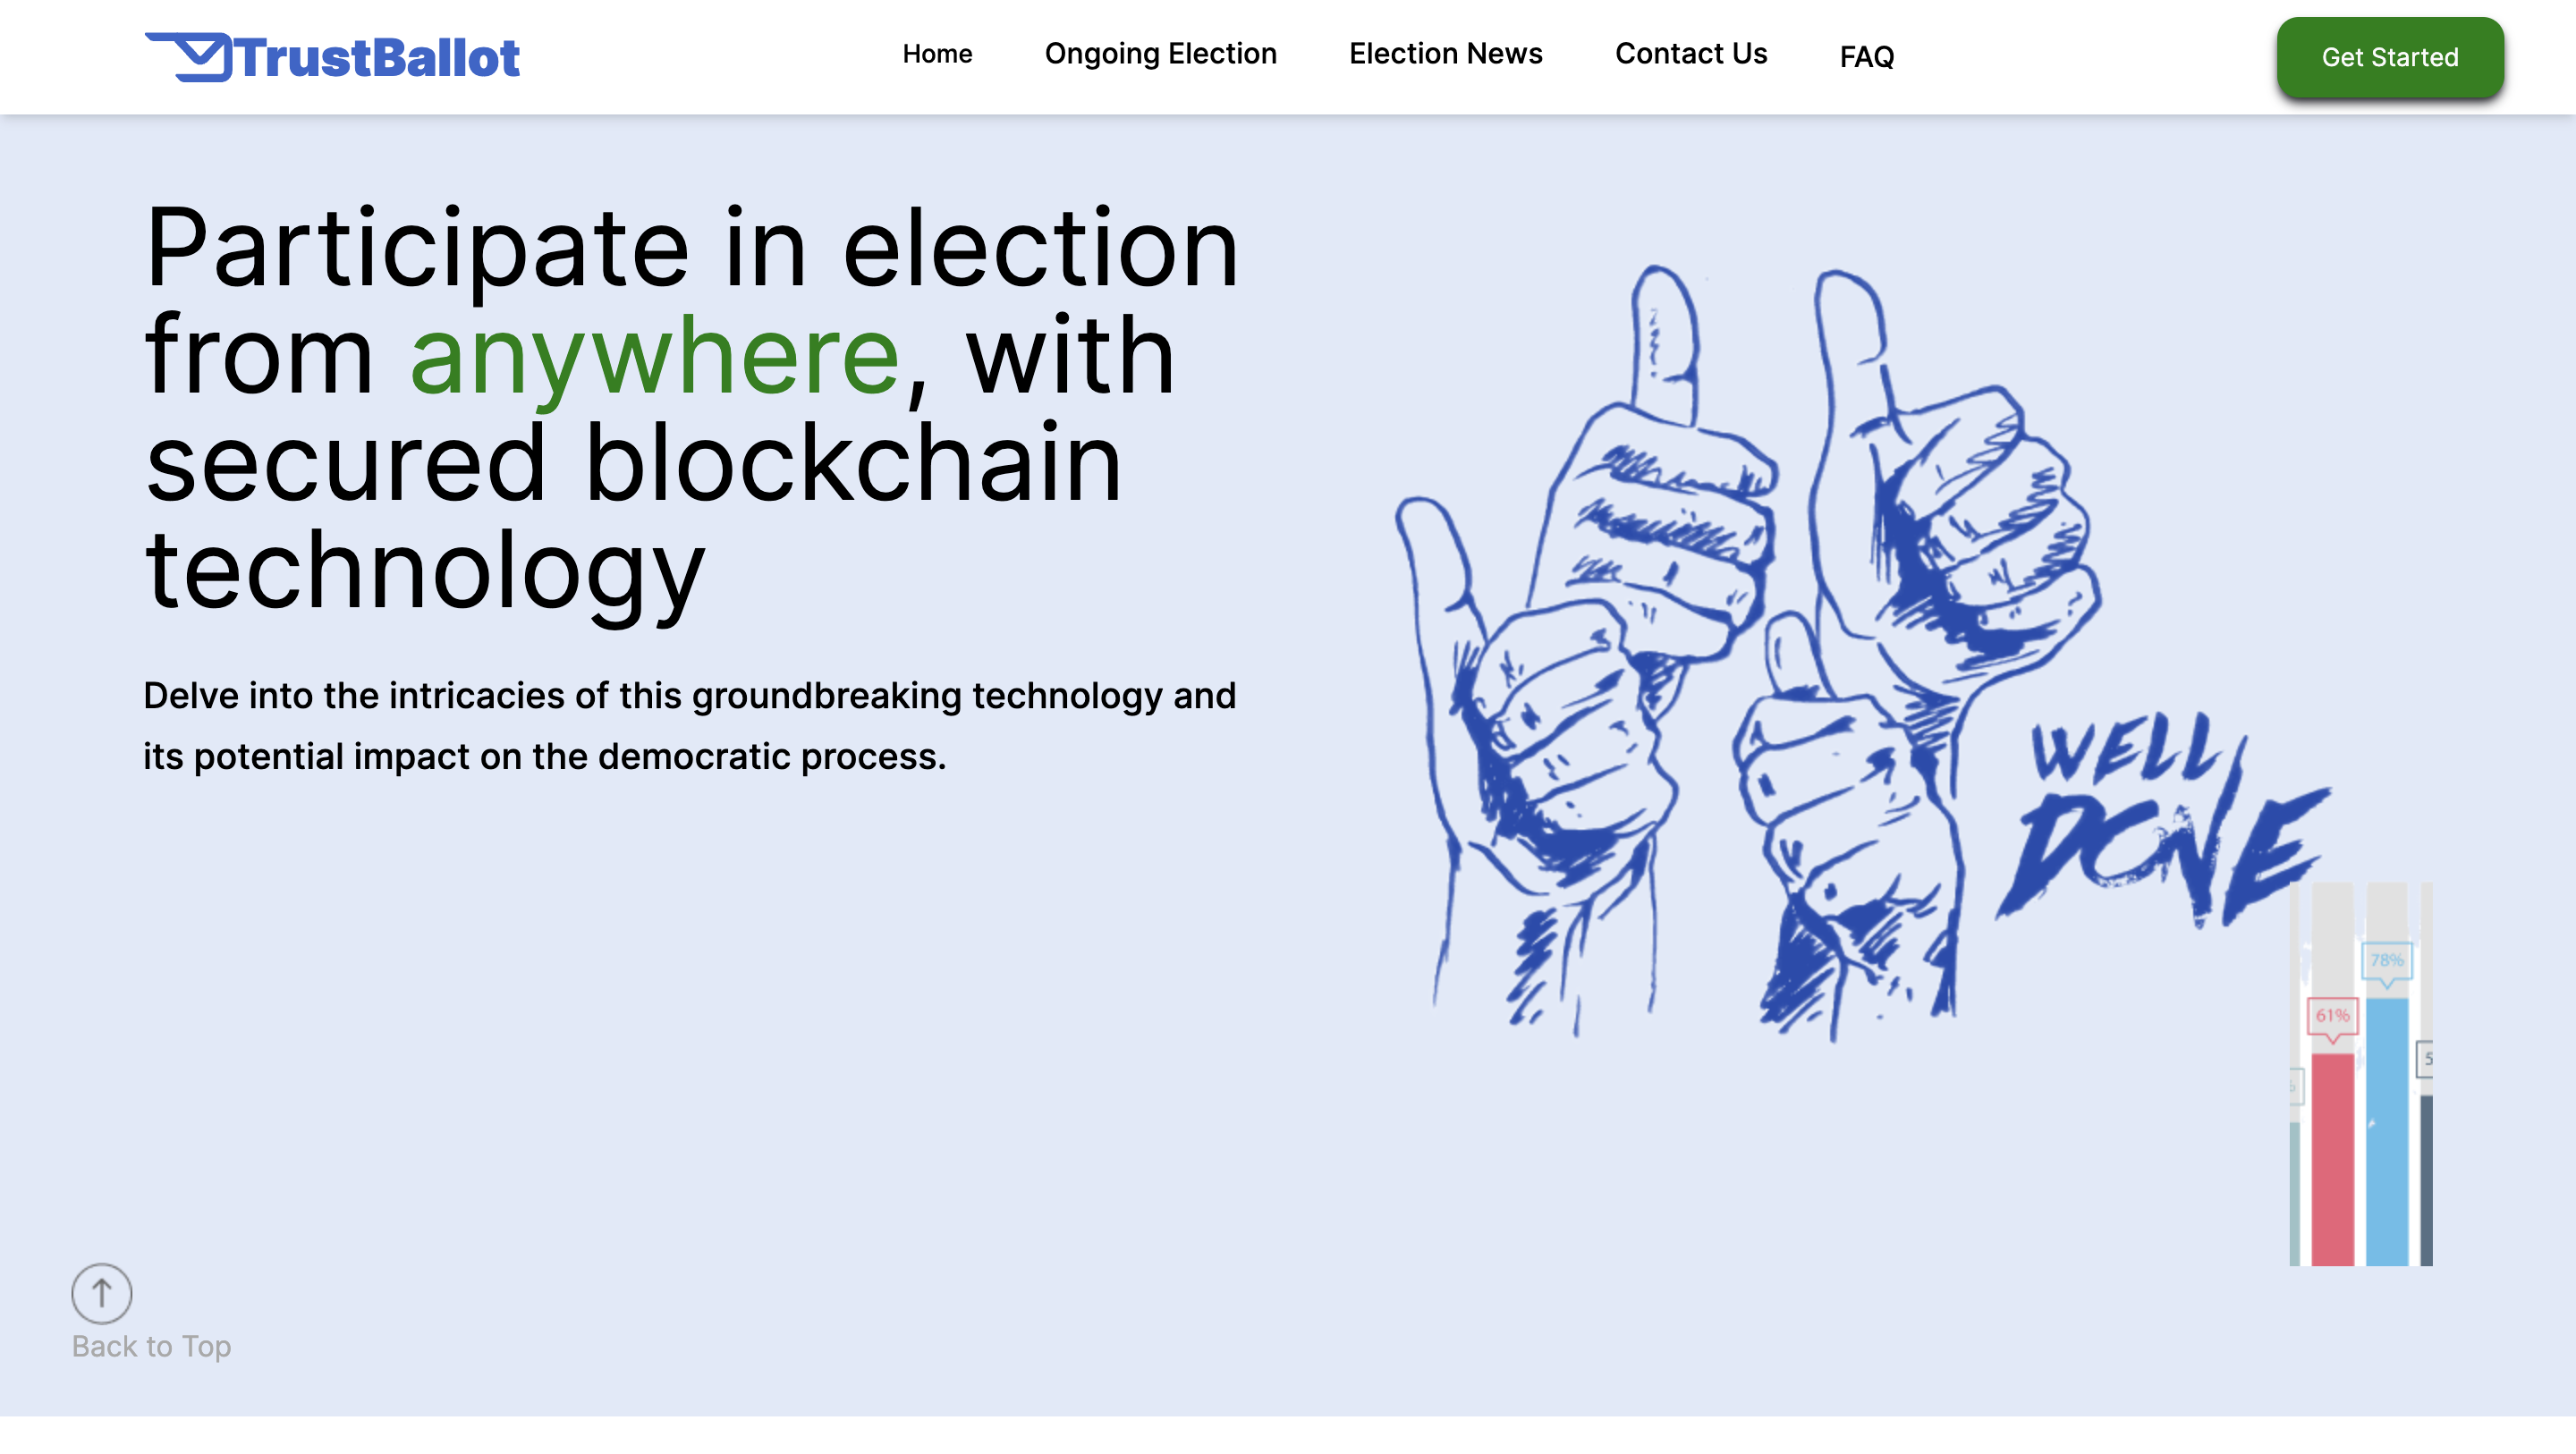 TrustBallot
Home
Ongoing Election
Election News
Contact Us
FAQ
Get Started
Participate in election
from anywhere, with
secured blockchain
technology
Delve into the intricacies of this groundbreaking technology and
its potential impact on the democratic process.
WELL
DONE
78%
61%
5
%
Back to Top